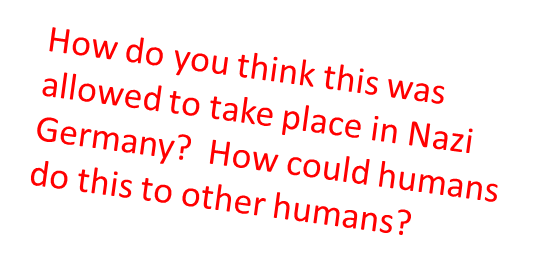 How do you think this was
allowed to take place in Nazi
Germany?  How could humans
do this to other humans?